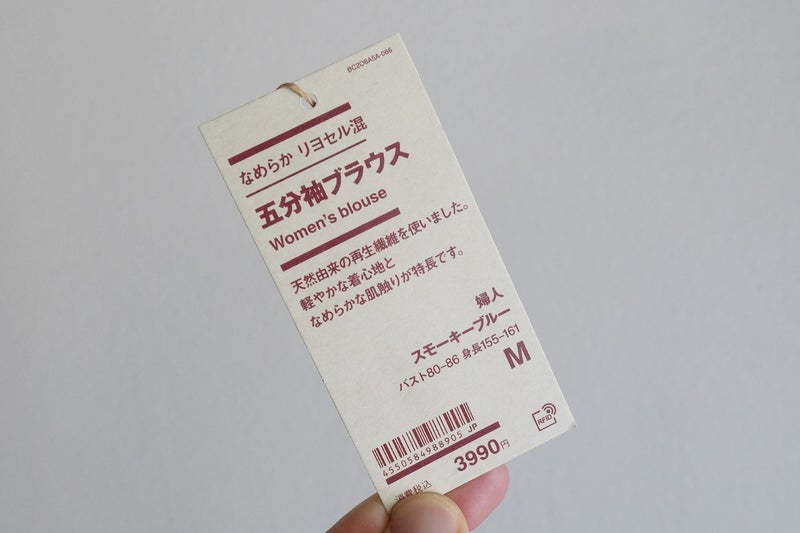 BC2O6A5A-066
なめらか リヨセル混
五分袖ブラウス
Women's blouse
天然由来の再生繊維を使いました。
軽やかな着心地と
なめらかな肌触りが特長です。
婦人
スモーキーブルー
バスト80-86 身長155-161
M
4550584988905 JP
RFID
3990円
消費税込